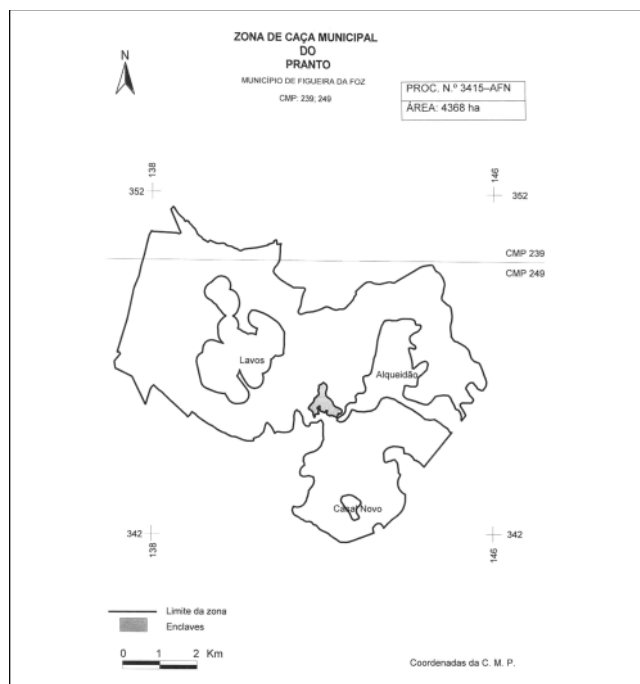 ZONA DE CAÇA MUNICIPAL
DO
PRANTO
MUNICÍPIO DE FIGUEIRA DA FOZ
CMP: 239; 249
N
PROC. N.º 3415–AFN
ÁREA: 4368 ha
138
146
352
352
CMP 239
CMP 249
Lavos
Alqueidão
Casal Novo
342
342
138
146
Limite da zona
Enclaves
0 1 2 Km
Coordenadas da C. M. P.